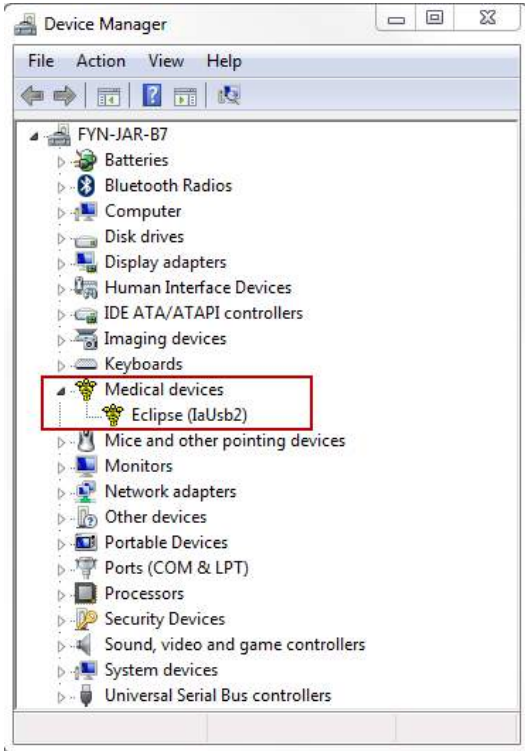 Device Manager
File Action View Help
FYN-JAR-B7
Batteries
Bluetooth Radios
Computer
Disk drives
Display adapters
Human Interface Devices
IDE ATA/ATAPI controllers
Imaging devices
Keyboards
Medical devices
Eclipse (IaUsb2)
Mice and other pointing devices
Monitors
Network adapters
Other devices
Portable Devices
Ports (COM & LPT)
Processors
Security Devices
Sound, video and game controllers
System devices
Universal Serial Bus controllers